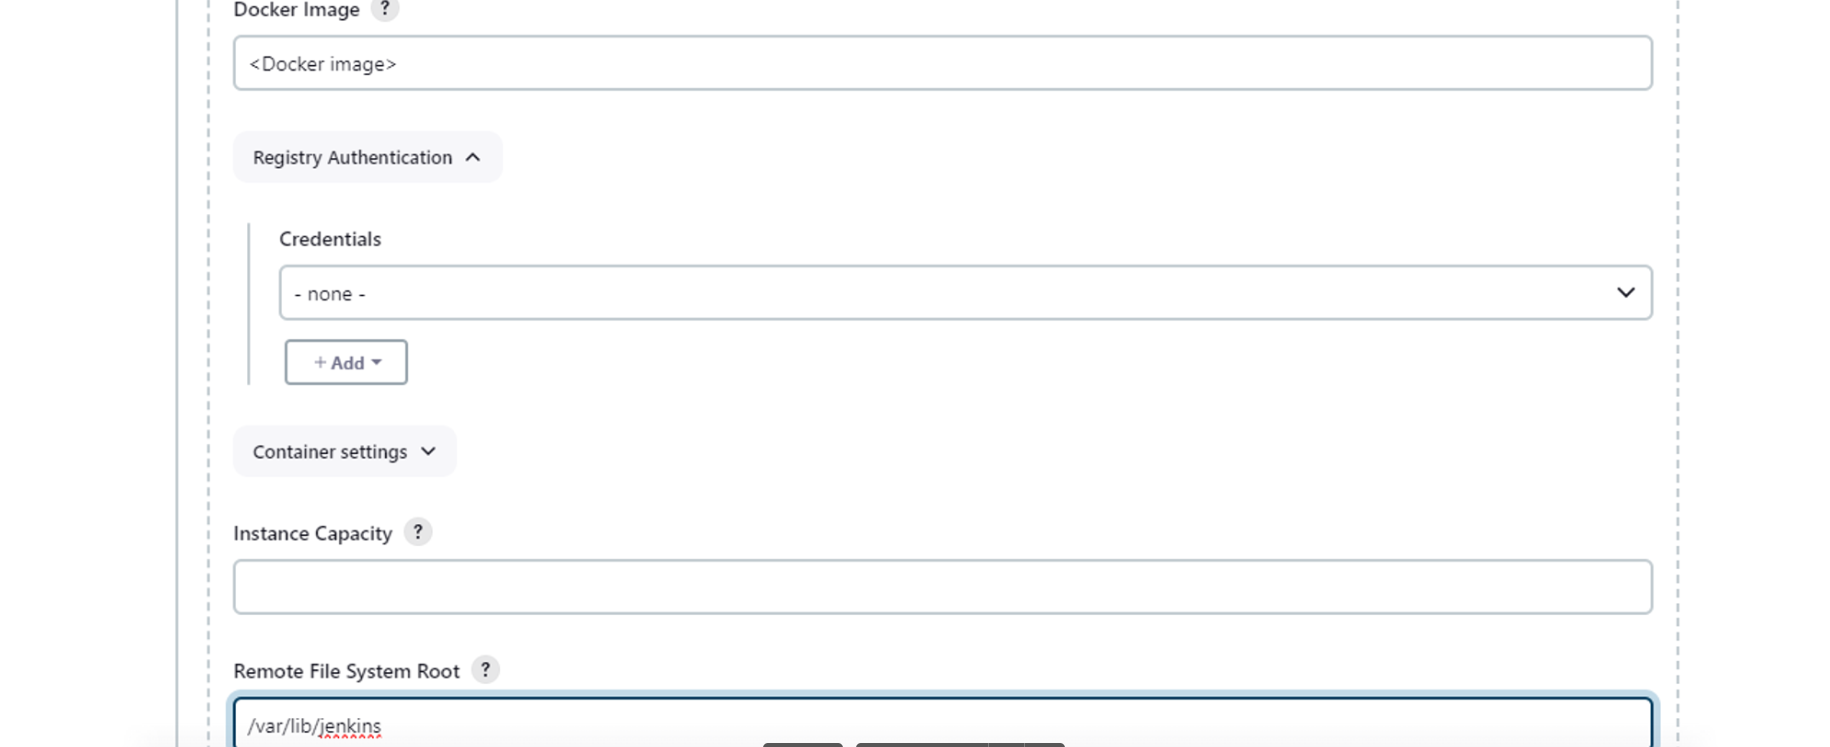 Docker Image ?
<Docker image>
Registry Authentication
Credentials
- none -
+ Add
Container settings
Instance Capacity ?
Remote File System Root ?
/var/lib/jenkins